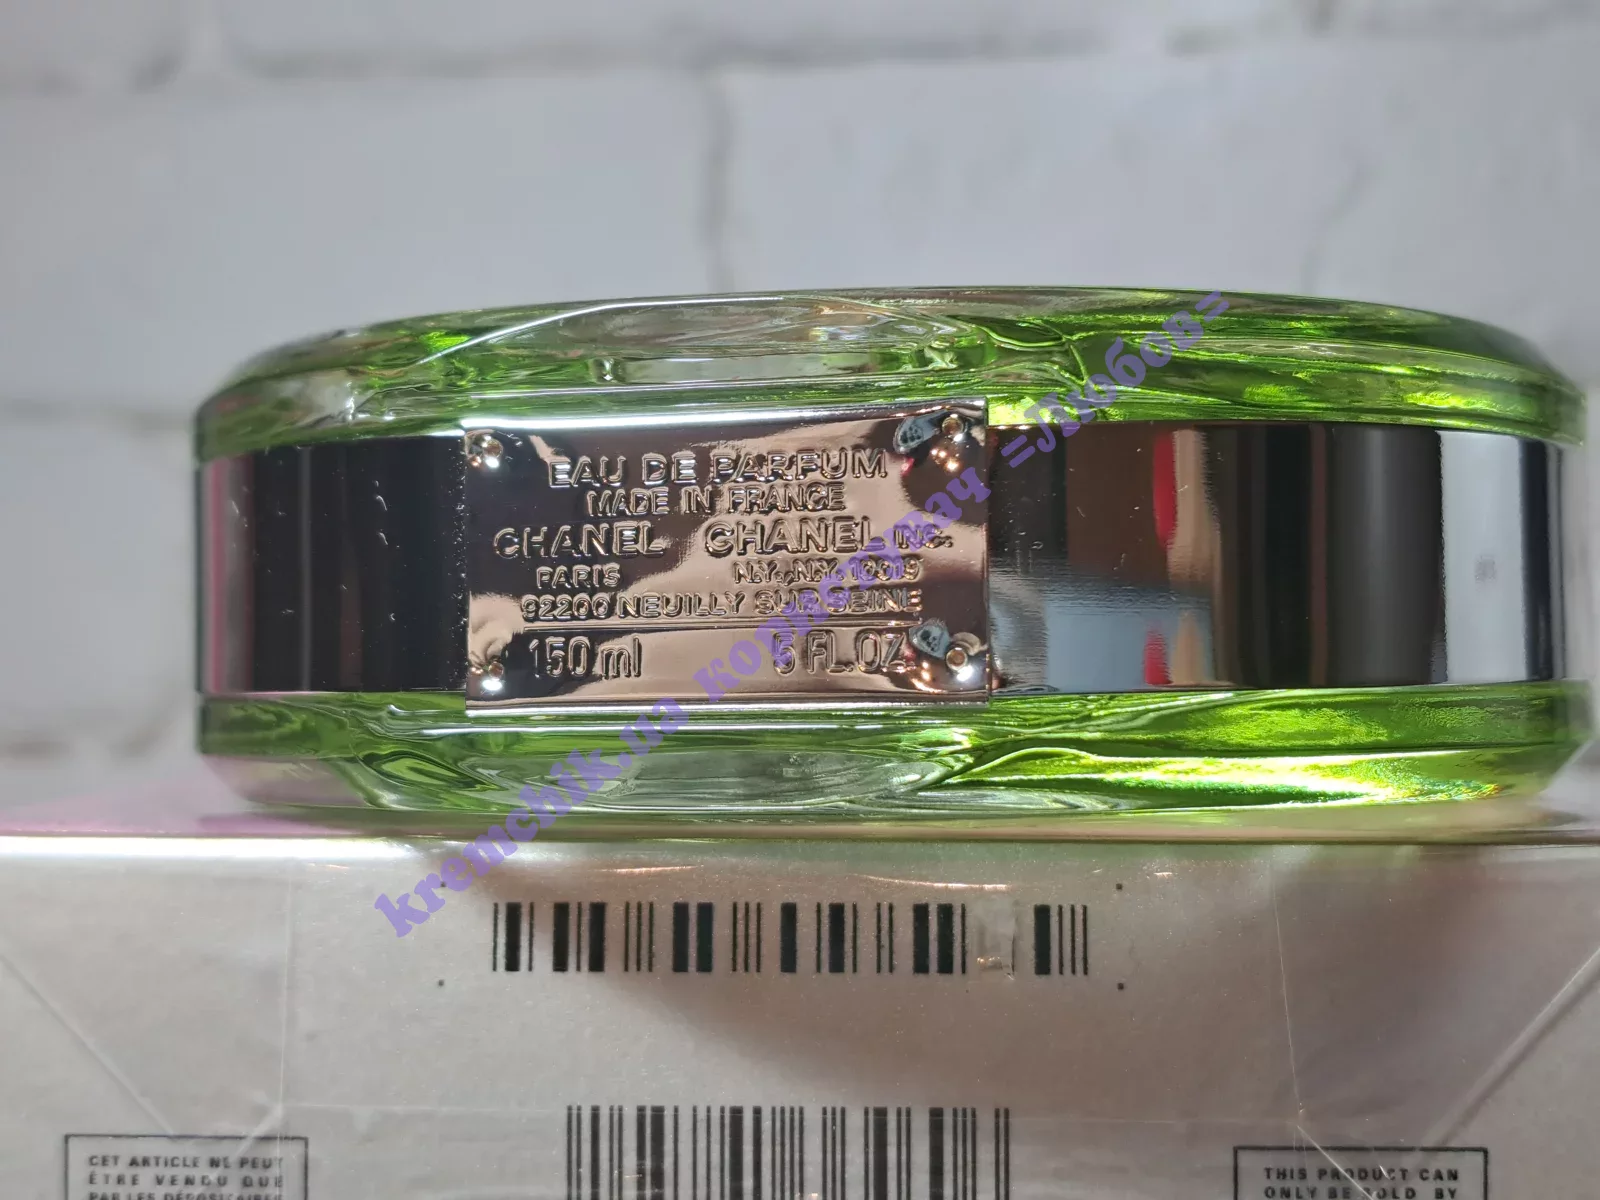 EAU DE PARFUM
MADE IN FRANCE
CHANEL CHANEL INC.
PARIS N.Y., N.Y. 10019
92200 NEUILLY SUR SEINE
150 ml 5 FL.OZ.
kremchik.ua користувач =Любов=
CET ARTICLE NE PEUT
ÊTRE VENDU QUE
PAR LES DÉPOSITAIRES
THIS PRODUCT CAN
ONLY BE SOLD BY